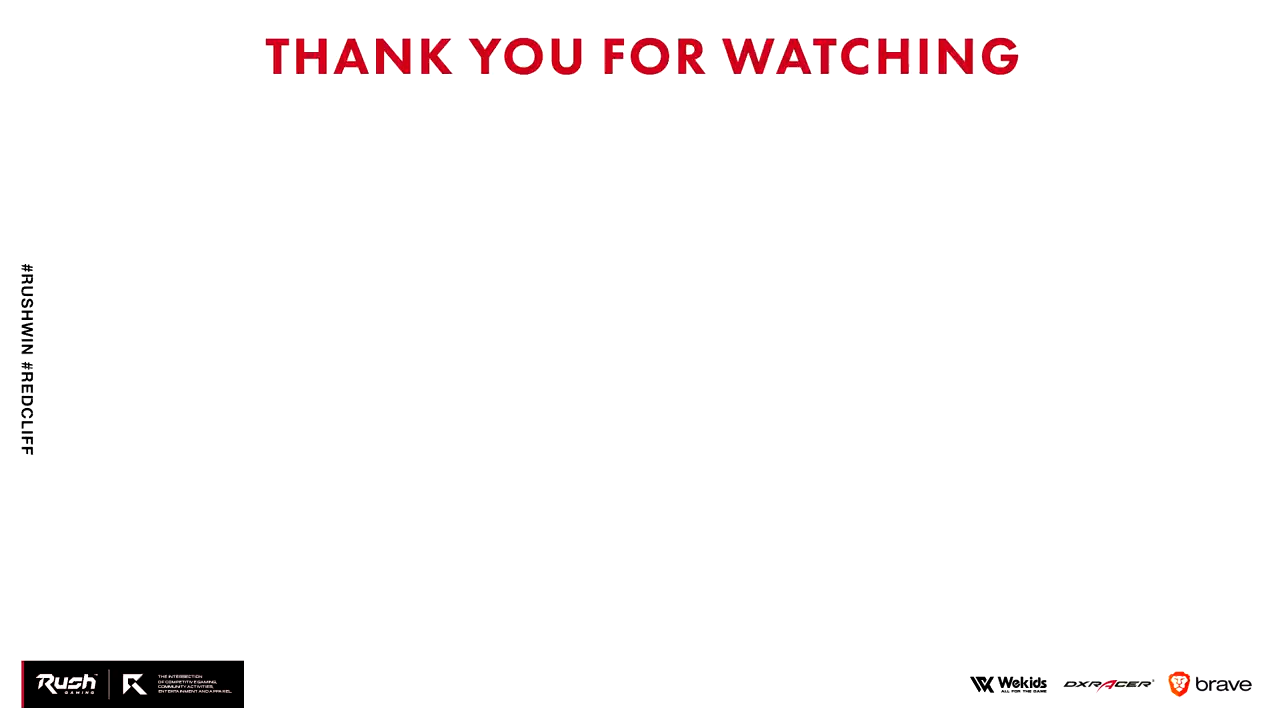 THANK YOU FOR WATCHING
#RUSHWIN #REDCLIFF
Rush
GAMING
THE INTERSECTION
OF COMPETITIVE GAMING,
COMMUNITY ACTIVITIES,
ENTERTAINMENT AND APPAREL.
Wekids
ALL FOR THE GAME
DXRACER
brave